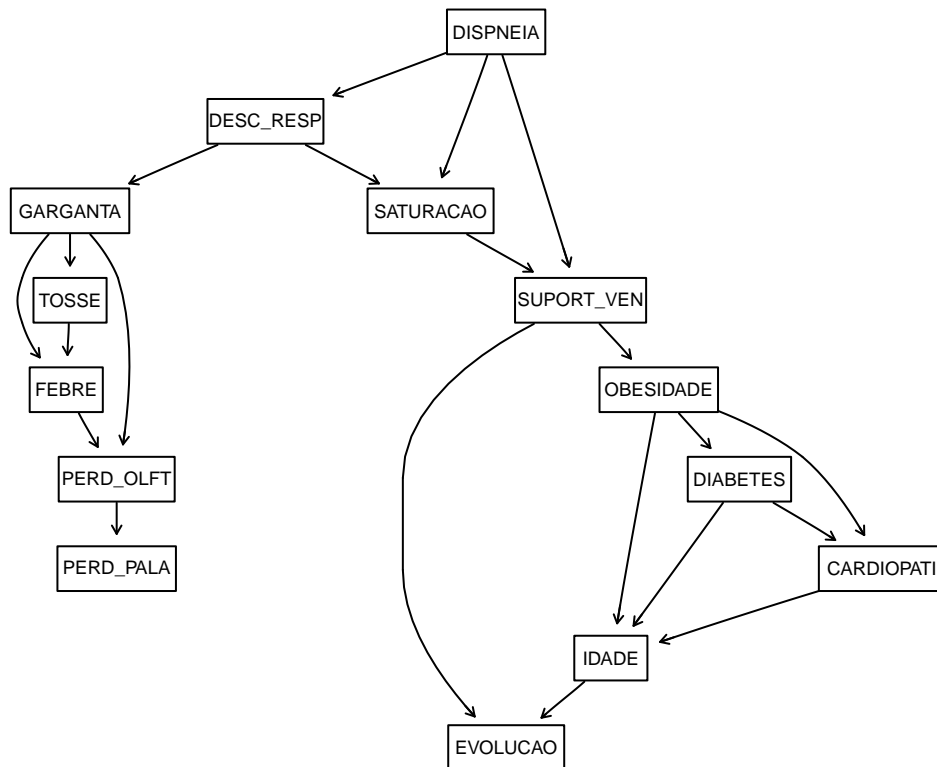 DISPNEIA
DESC_RESP
GARGANTA
SATURACAO
TOSSE
SUPORT_VEN
FEBRE
OBESIDADE
PERD_OLFT
DIABETES
PERD_PALA
CARDIOPATI
IDADE
EVOLUCAO